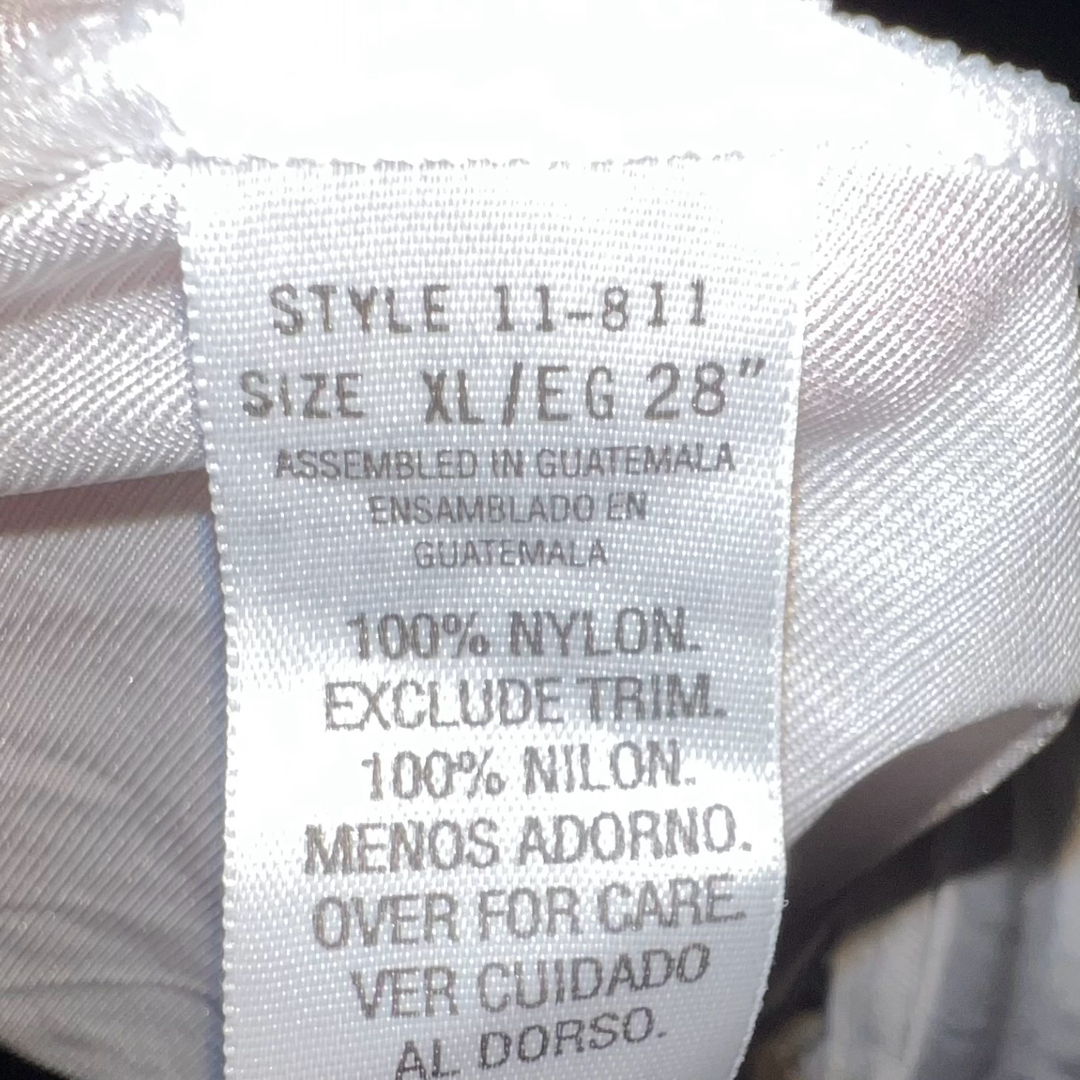 STYLE 11-811
SIZE XL/EG 28"
ASSEMBLED IN GUATEMALA
ENSAMBLADO EN
GUATEMALA
100% NYLON.
EXCLUDE TRIM.
100% NILON.
MENOS ADORNO.
OVER FOR CARE.
VER CUIDADO
AL DORSO.